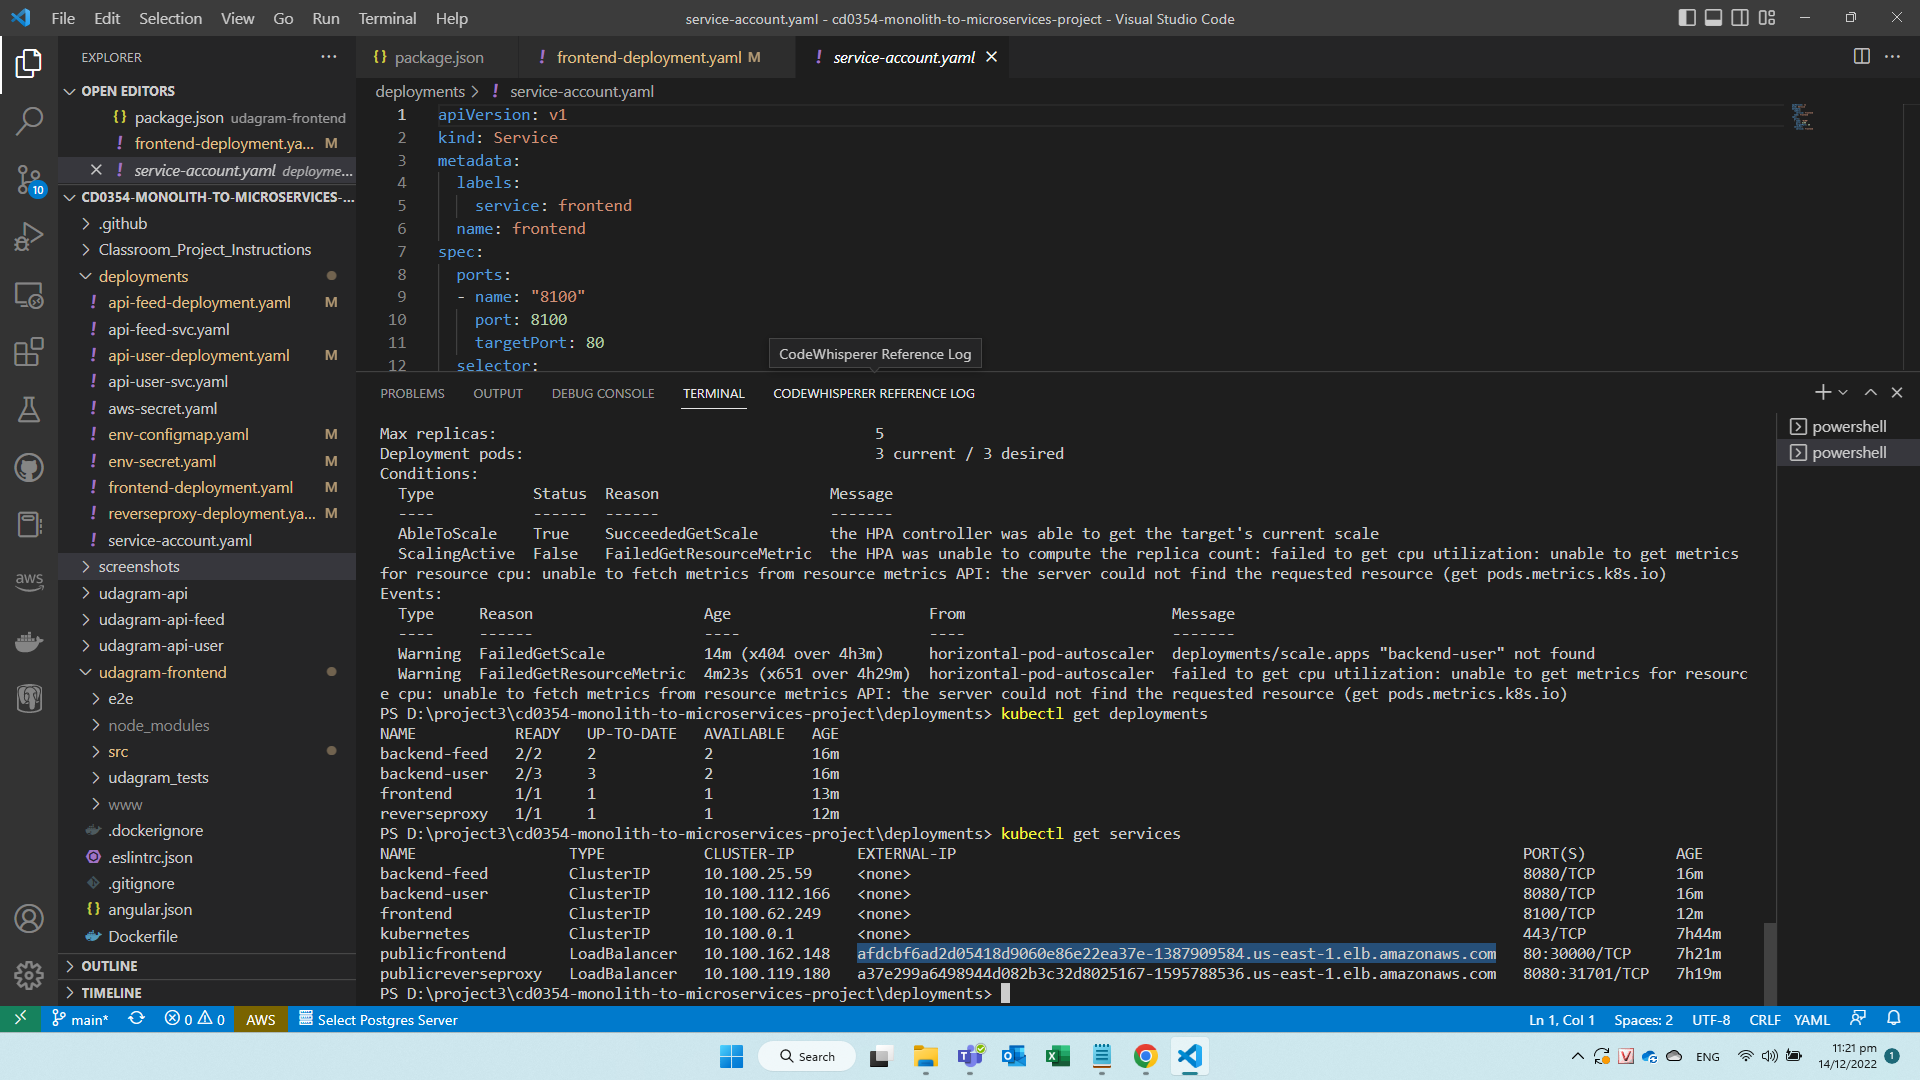 File Edit Selection View Go Run Terminal Help
service-account.yaml - cd0354-monolith-to-microservices-project - Visual Studio Code
EXPLORER
OPEN EDITORS
package.json udagram-frontend
frontend-deployment.ya... M
service-account.yaml deployme...
10
CD0354-MONOLITH-TO-MICROSERVICES-...
.github
Classroom_Project_Instructions
deployments
api-feed-deployment.yaml M
api-feed-svc.yaml
api-user-deployment.yaml M
api-user-svc.yaml
aws-secret.yaml
env-configmap.yaml M
env-secret.yaml M
frontend-deployment.yaml M
reverseproxy-deployment.ya... M
service-account.yaml
screenshots
aws
udagram-api
udagram-api-feed
udagram-api-user
udagram-frontend
e2e
node_modules
src
udagram_tests
www
.dockerignore
.eslintrc.json
.gitignore
angular.json
Dockerfile
OUTLINE
TIMELINE
package.json
frontend-deployment.yaml M
service-account.yaml
deployments > service-account.yaml
1 apiVersion: v1
2 kind: Service
3 metadata:
4 labels:
5 service: frontend
6 name: frontend
7 spec:
8 ports:
9 - name: "8100"
10 port: 8100
11 targetPort: 80
12 selector:
CodeWhisperer Reference Log
PROBLEMS OUTPUT DEBUG CONSOLE TERMINAL CODEWHISPERER REFERENCE LOG
powershell
powershell
Max replicas: 5
Deployment pods: 3 current / 3 desired
Conditions:
Type Status Reason Message
---- ------ ------ -------
AbleToScale True SucceededGetScale the HPA controller was able to get the target's current scale
ScalingActive False FailedGetResourceMetric the HPA was unable to compute the replica count: failed to get cpu utilization: unable to get metrics
for resource cpu: unable to fetch metrics from resource metrics API: the server could not find the requested resource (get pods.metrics.k8s.io)
Events:
Type Reason Age From Message
---- ------ ---- ---- -------
Warning FailedGetScale 14m (x404 over 4h3m) horizontal-pod-autoscaler deployments/scale.apps "backend-user" not found
Warning FailedGetResourceMetric 4m23s (x651 over 4h29m) horizontal-pod-autoscaler failed to get cpu utilization: unable to get metrics for resourc
e cpu: unable to fetch metrics from resource metrics API: the server could not find the requested resource (get pods.metrics.k8s.io)
PS D:\project3\cd0354-monolith-to-microservices-project\deployments> kubectl get deployments
NAME READY UP-TO-DATE AVAILABLE AGE
backend-feed 2/2 2 2 16m
backend-user 2/3 3 2 16m
frontend 1/1 1 1 13m
reverseproxy 1/1 1 1 12m
PS D:\project3\cd0354-monolith-to-microservices-project\deployments> kubectl get services
NAME TYPE CLUSTER-IP EXTERNAL-IP PORT(S) AGE
backend-feed ClusterIP 10.100.25.59 <none> 8080/TCP 16m
backend-user ClusterIP 10.100.112.166 <none> 8080/TCP 16m
frontend ClusterIP 10.100.62.249 <none> 8100/TCP 12m
kubernetes ClusterIP 10.100.0.1 <none> 443/TCP 7h44m
publicfrontend LoadBalancer 10.100.162.148 afdcbf6ad2d05418d9060e86e22ea37e-1387909584.us-east-1.elb.amazonaws.com 80:30000/TCP 7h21m
publicreverseproxy LoadBalancer 10.100.119.180 a37e299a6498944d082b3c32d8025167-1595788536.us-east-1.elb.amazonaws.com 8080:31701/TCP 7h19m
PS D:\project3\cd0354-monolith-to-microservices-project\deployments>
main* 0 0 AWS Select Postgres Server Ln 1, Col 1 Spaces: 2 UTF-8 CRLF YAML
Search
ENG
11:21 pm
14/12/2022
1